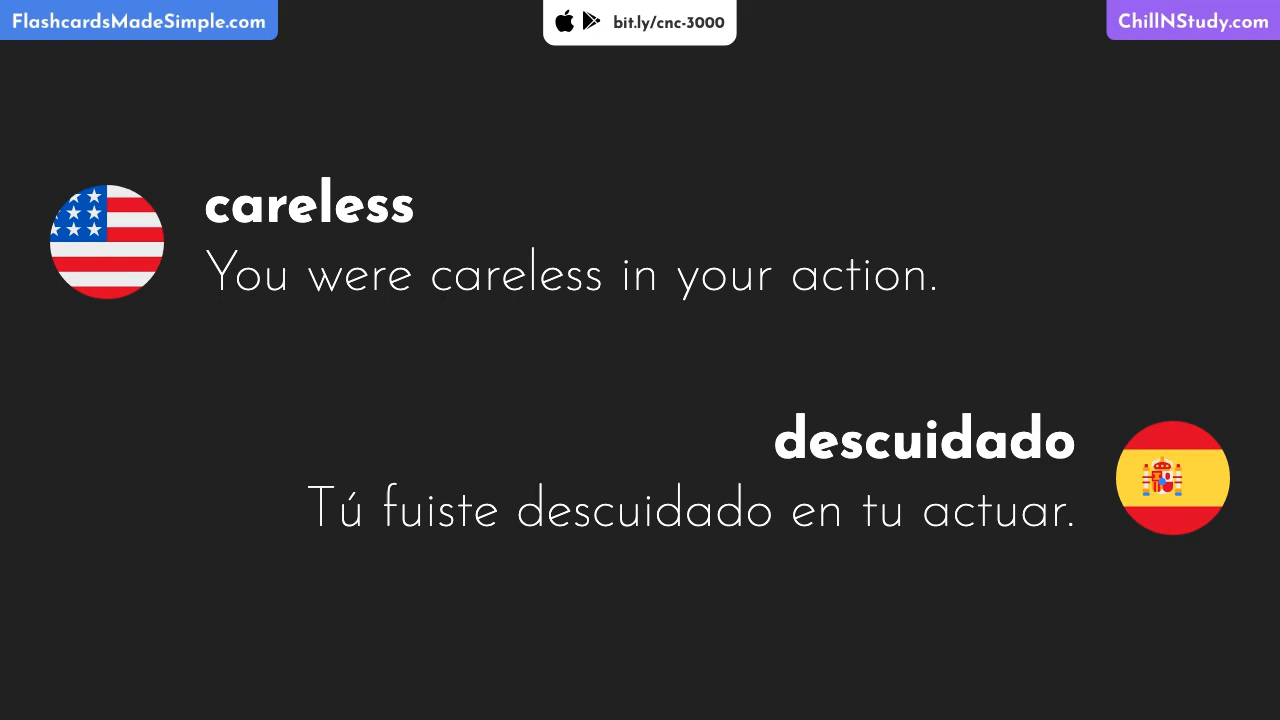 FlashcardsMadeSimple.com
bit.ly/cnc-3000
ChillNStudy.com
careless
You were careless in your action.
descuidado
Tú fuiste descuidado en tu actuar.